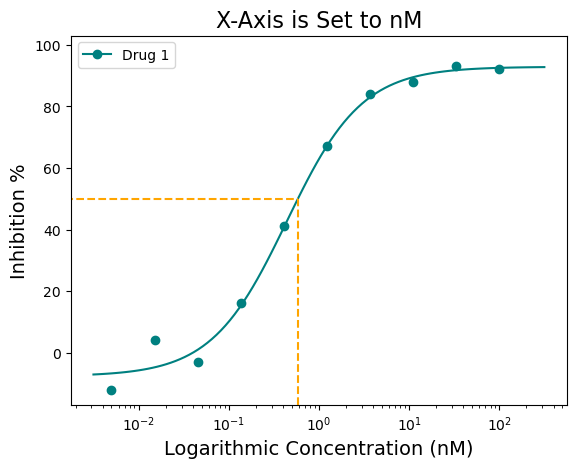 X-Axis is Set to nM
Drug 1
100
80
60
40
20
0
Inhibition %
10⁻² 10⁻¹ 10⁰ 10¹ 10²
Logarithmic Concentration (nM)